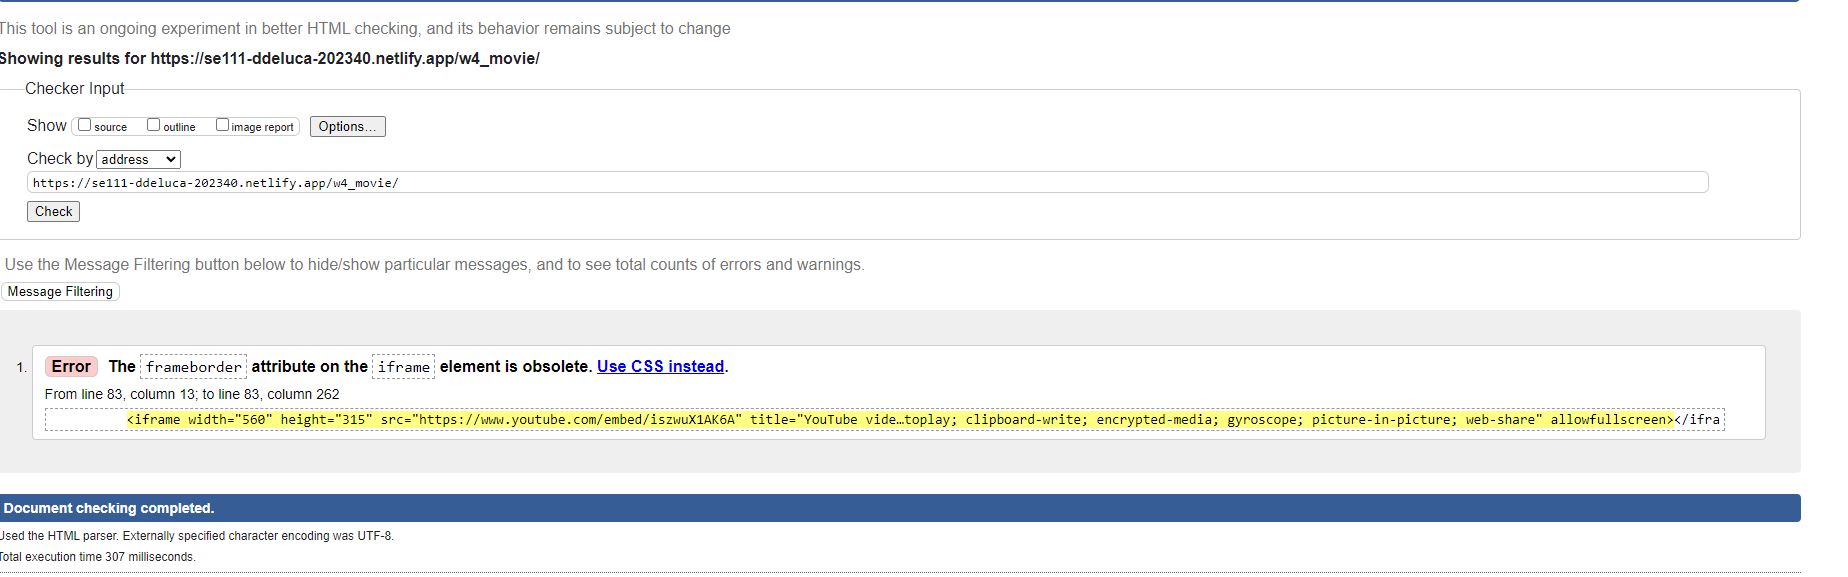 This tool is an ongoing experiment in better HTML checking, and its behavior remains subject to change
Showing results for https://se111-ddeluca-202340.netlify.app/w4_movie/
Checker Input
Show source outline image report Options...
Check by address
https://se111-ddeluca-202340.netlify.app/w4_movie/
Check
Use the Message Filtering button below to hide/show particular messages, and to see total counts of errors and warnings.
Message Filtering
1. Error The frameborder attribute on the iframe element is obsolete. Use CSS instead.
From line 83, column 13; to line 83, column 262
<iframe width="560" height="315" src="https://www.youtube.com/embed/iszwuX1AK6A" title="YouTube vide…toplay; clipboard-write; encrypted-media; gyroscope; picture-in-picture; web-share" allowfullscreen></ifra
Document checking completed.
Used the HTML parser. Externally specified character encoding was UTF-8.
Total execution time 307 milliseconds.